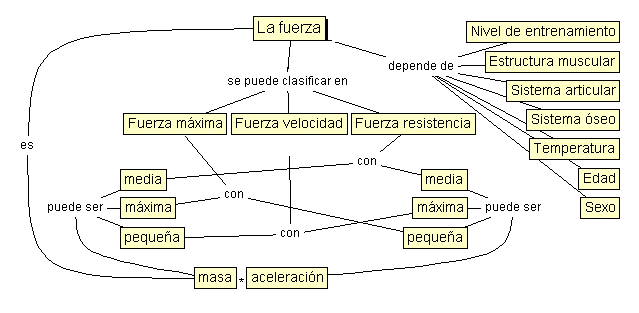 La fuerza
Nivel de entrenamiento
Estructura muscular
depende de
se puede clasificar en
Sistema articular
Fuerza máxima
Fuerza velocidad
Fuerza resistencia
Sistema óseo
es
Temperatura
con
media
media
Edad
con
puede ser
máxima
máxima
puede ser
Sexo
pequeña
con
pequeña
masa * aceleración